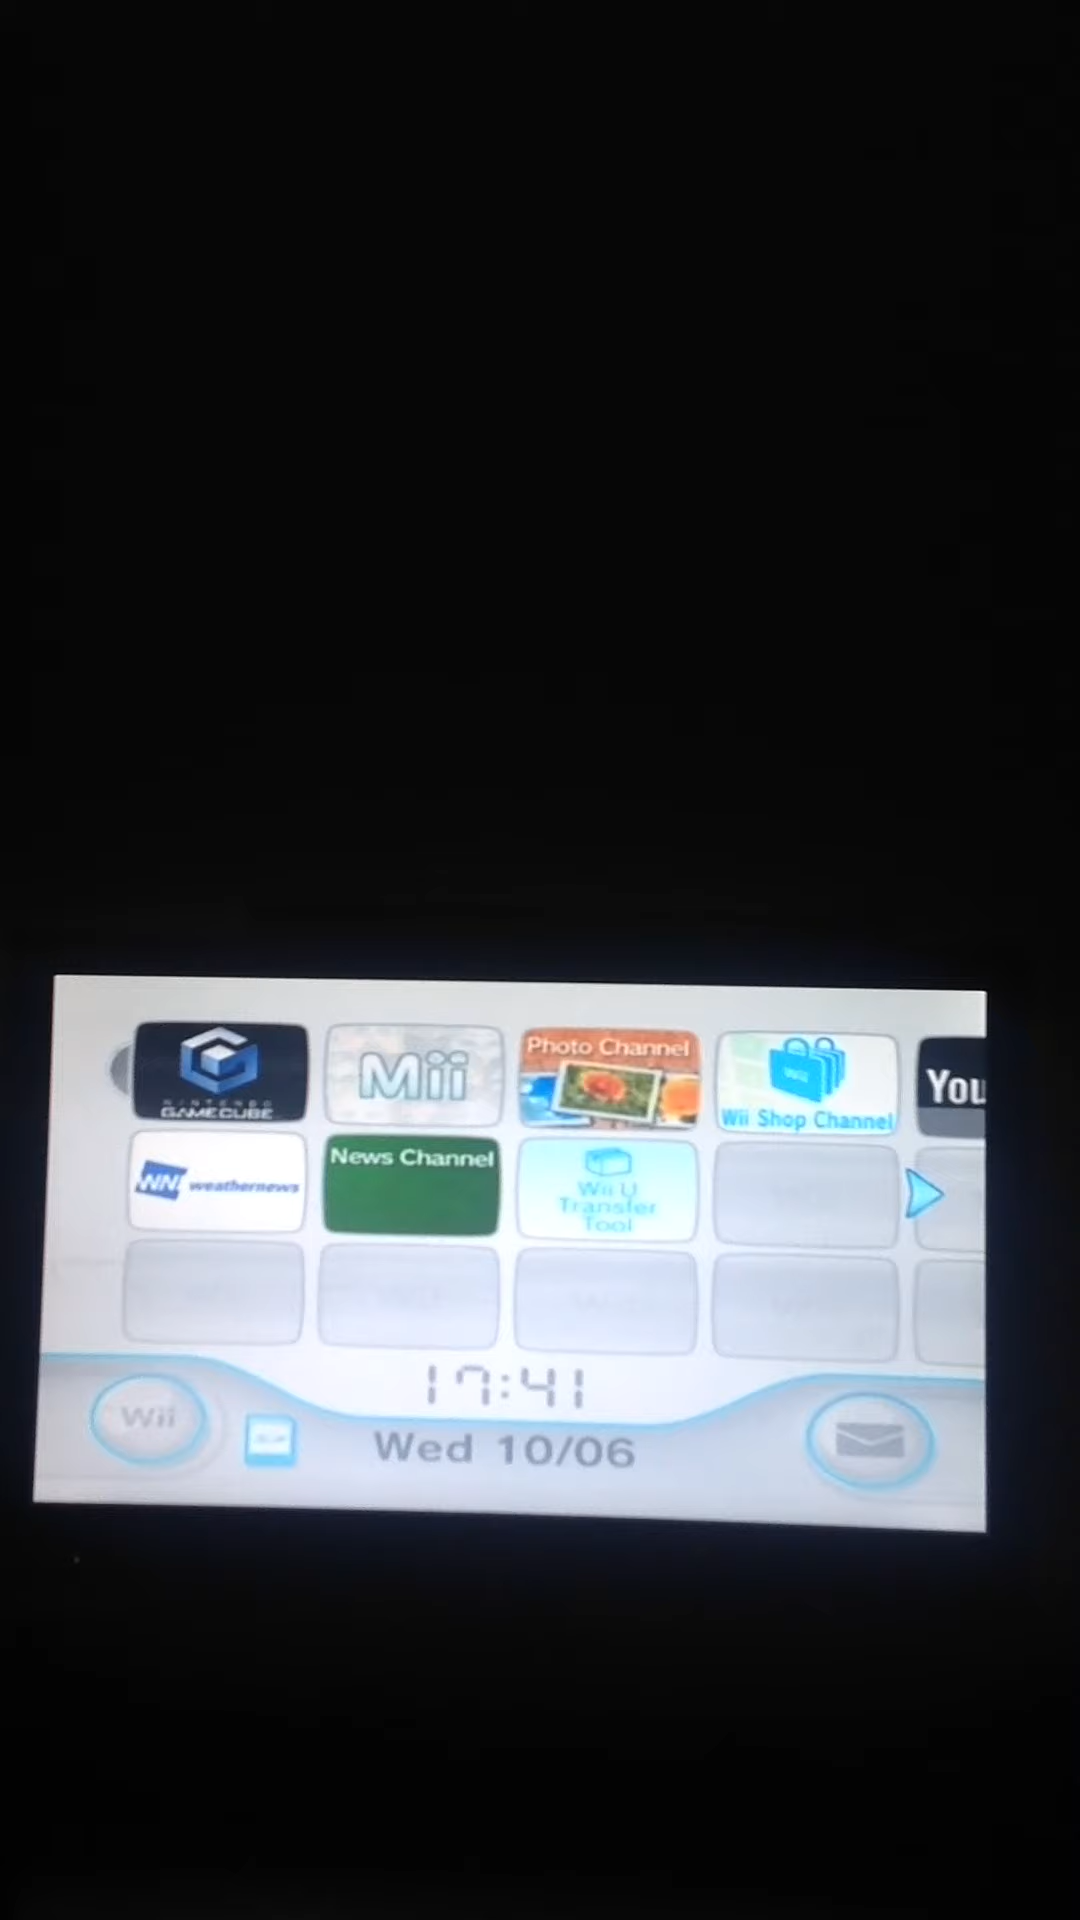 NINTENDO
GAMECUBE
Mii
Photo Channel
Wii
Wii Shop Channel
You
WN
weathernews
News Channel
Wii U
Transfer
Tool
17:41
Wii
Wed 10/06